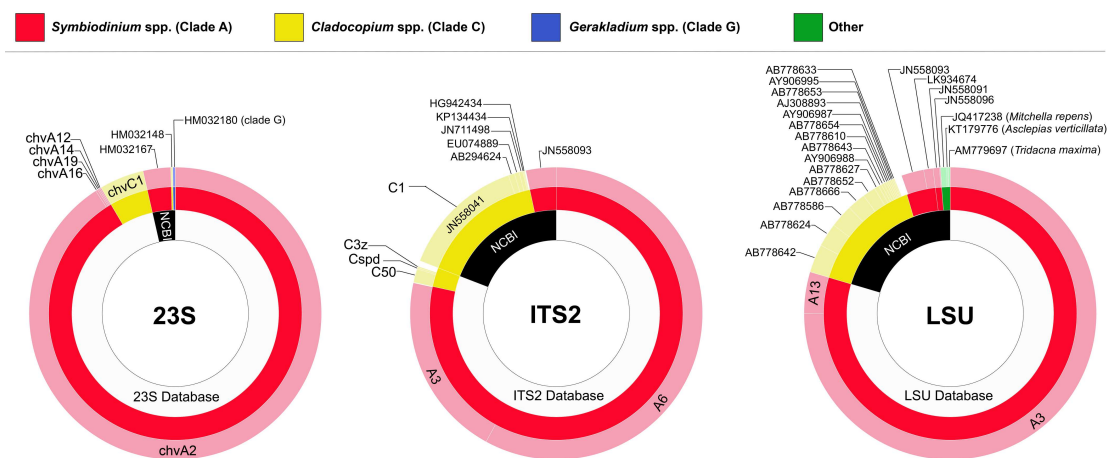 Symbiodinium spp. (Clade A)
Cladocopium spp. (Clade C)
Gerakladium spp. (Clade G)
Other
HM032180 (clade G)
HM032148
HM032167
chvA12
chvA14
chvA19
chvA16
chvC1
NCBI
23S
23S Database
chvA2
HG942434
KP134434
JN711498
EU074889
AB294624
JN558093
C1
JN558041
C3z
Cspd
C50
NCBI
ITS2
A3
ITS2 Database
A6
AB778633
AY906995
AB778653
AJ308893
AY906987
AB778654
AB778610
AB778643
AY906988
AB778627
AB778652
AB778666
AB778586
AB778624
AB778642
JN558093
LK934674
JN558091
JN558096
JQ417238 (Mitchella repens)
KT179776 (Asclepias verticillata)
AM779697 (Tridacna maxima)
NCBI
A13
LSU
LSU Database
A3